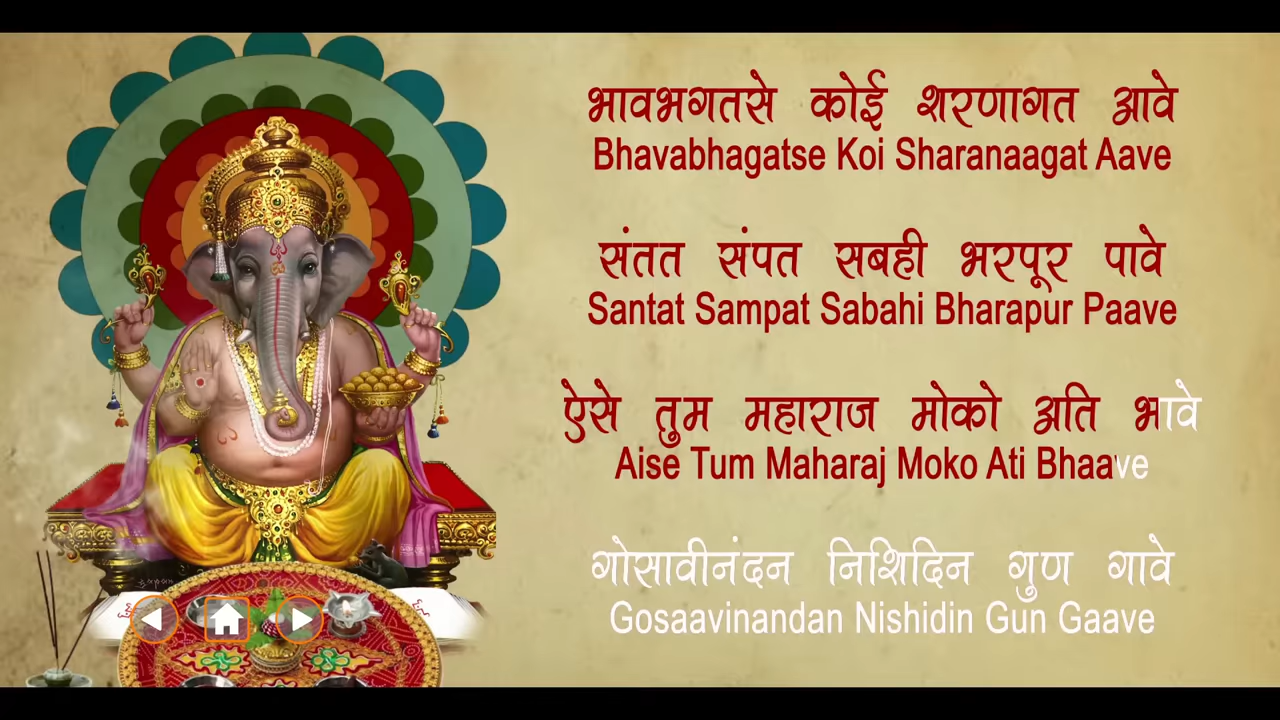 भावभगतसे कोई शरणागत आवे
Bhavabhagatse Koi Sharanaagat Aave
संतत संपत सबही भरपूर पावे
Santat Sampat Sabahi Bharapur Paave
ऐसे तुम महाराज मोको अति भावे
Aise Tum Maharaj Moko Ati Bhaave
गोसावीनंदन निशिदिन गुण गावे
Gosaavinandan Nishidin Gun Gaave